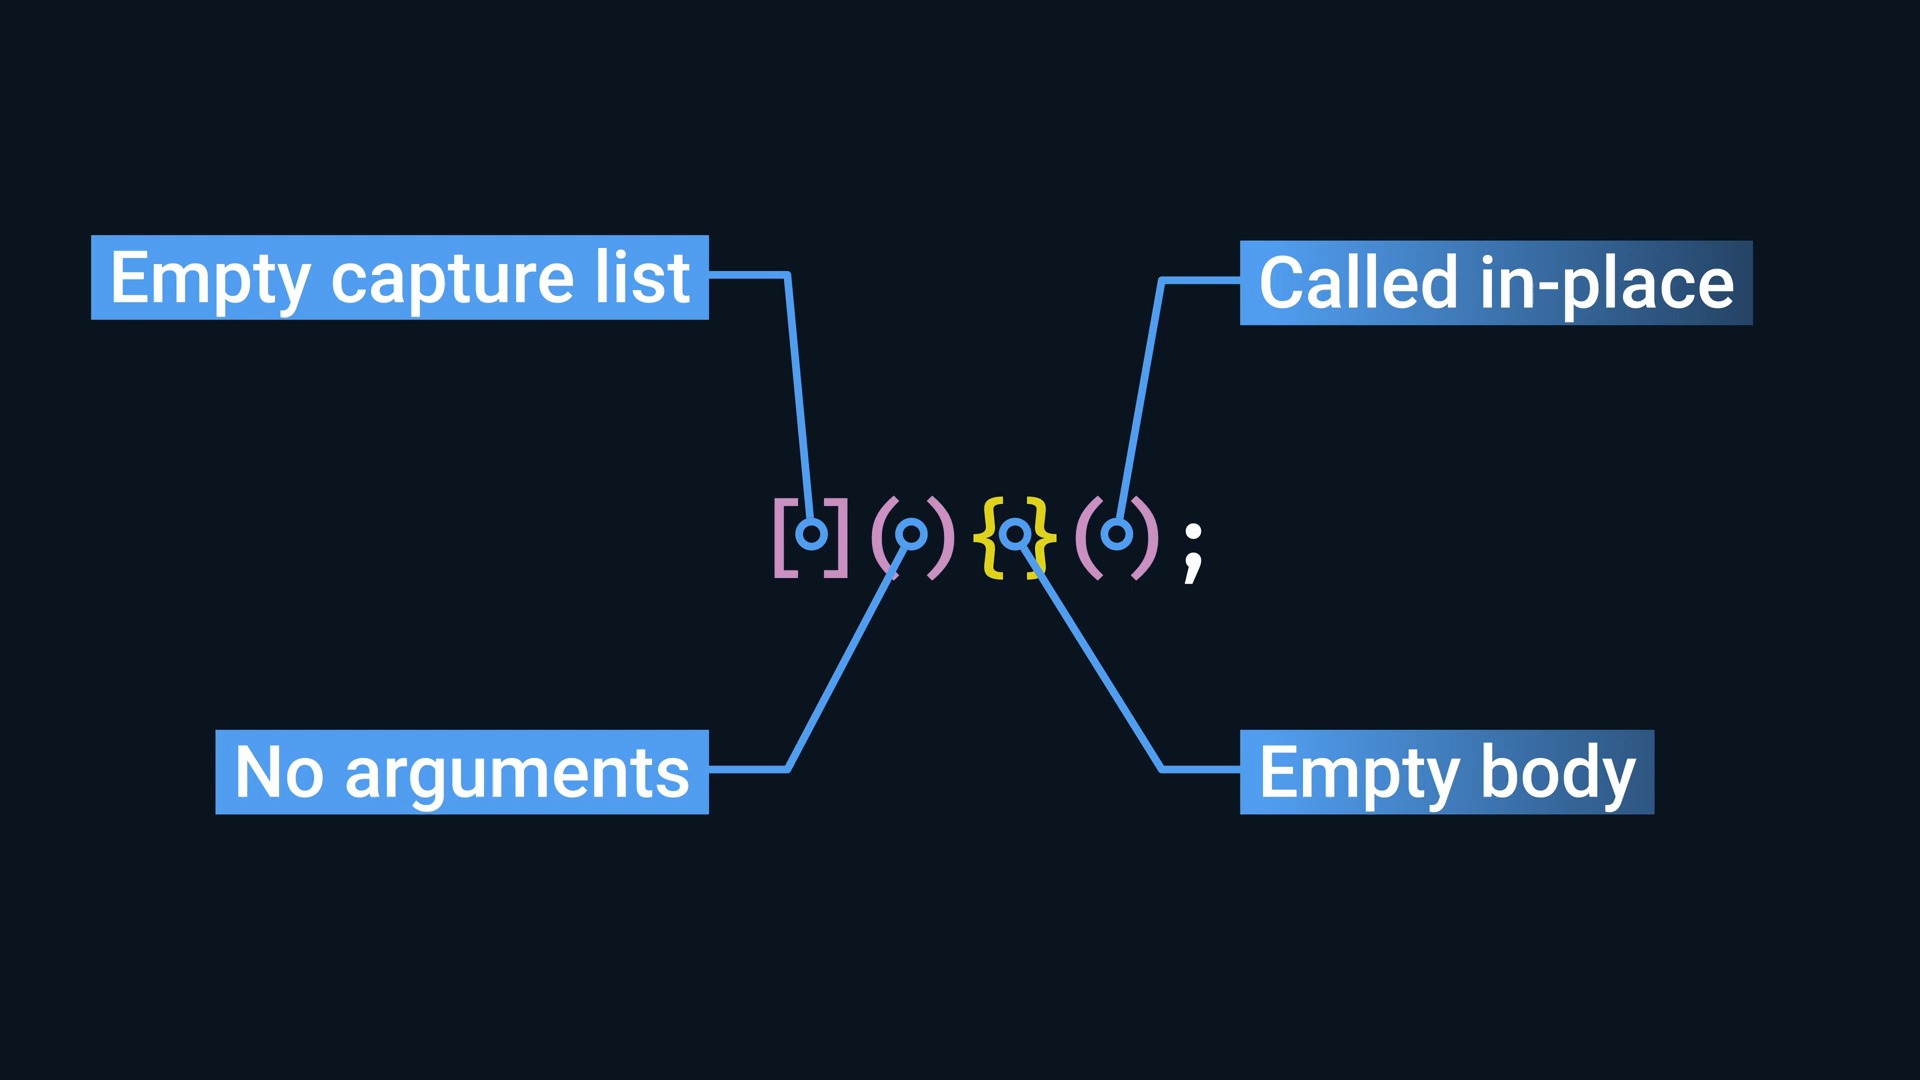 Empty capture list
Called in-place
[](){}();
No arguments
Empty body